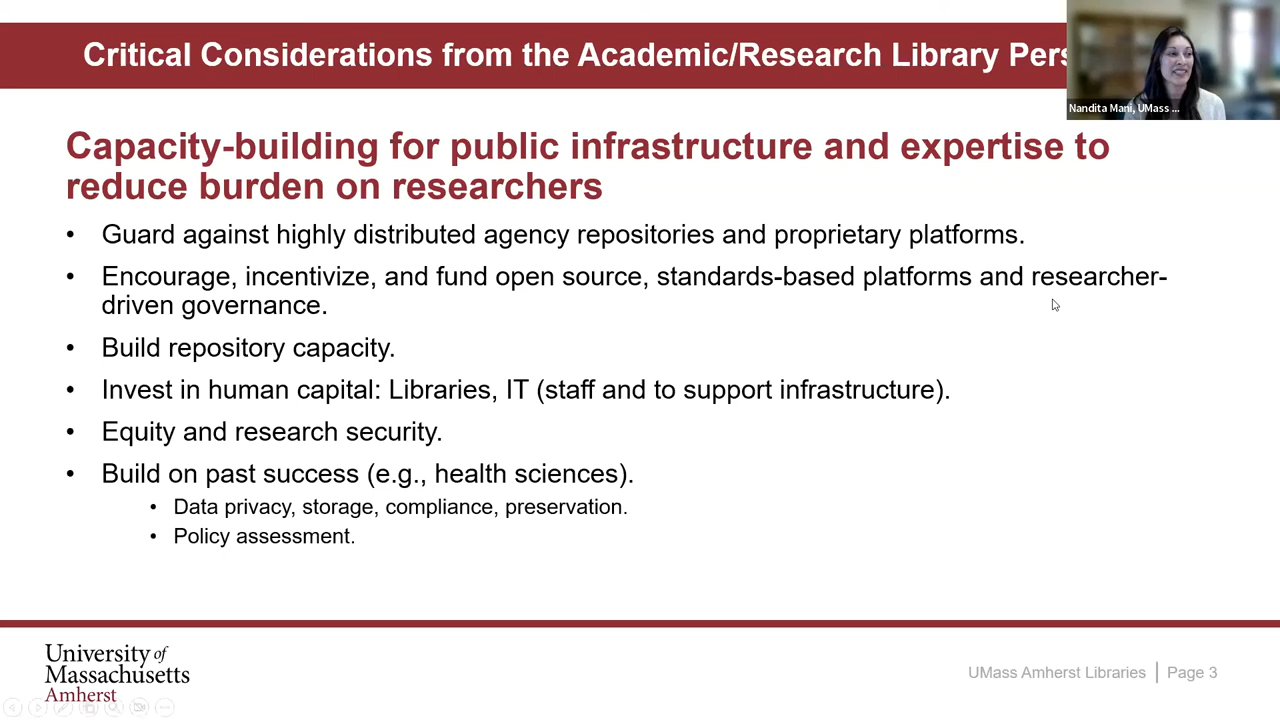 Critical Considerations from the Academic/Research Library Pers
Nandita Mani, UMass ...
Capacity-building for public infrastructure and expertise to
reduce burden on researchers
• Guard against highly distributed agency repositories and proprietary platforms.
• Encourage, incentivize, and fund open source, standards-based platforms and researcher-
driven governance.
• Build repository capacity.
• Invest in human capital: Libraries, IT (staff and to support infrastructure).
• Equity and research security.
• Build on past success (e.g., health sciences).
• Data privacy, storage, compliance, preservation.
• Policy assessment.
University of
Massachusetts
Amherst
UMass Amherst Libraries | Page 3